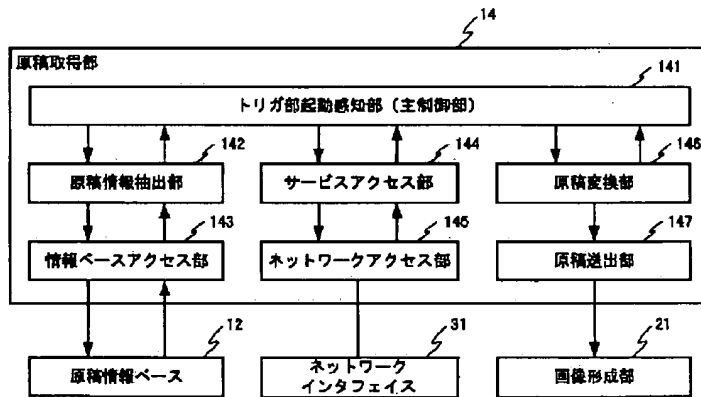 14
原稿取得部
141
トリガ部起動感知部(主制御部)
142
144
146
原稿情報抽出部
サービスアクセス部
原稿変換部
143
145
147
情報ベースアクセス部
ネットワークアクセス部
原稿送出部
12
31
21
原稿情報ベース
ネットワーク
インタフェイス
画像形成部